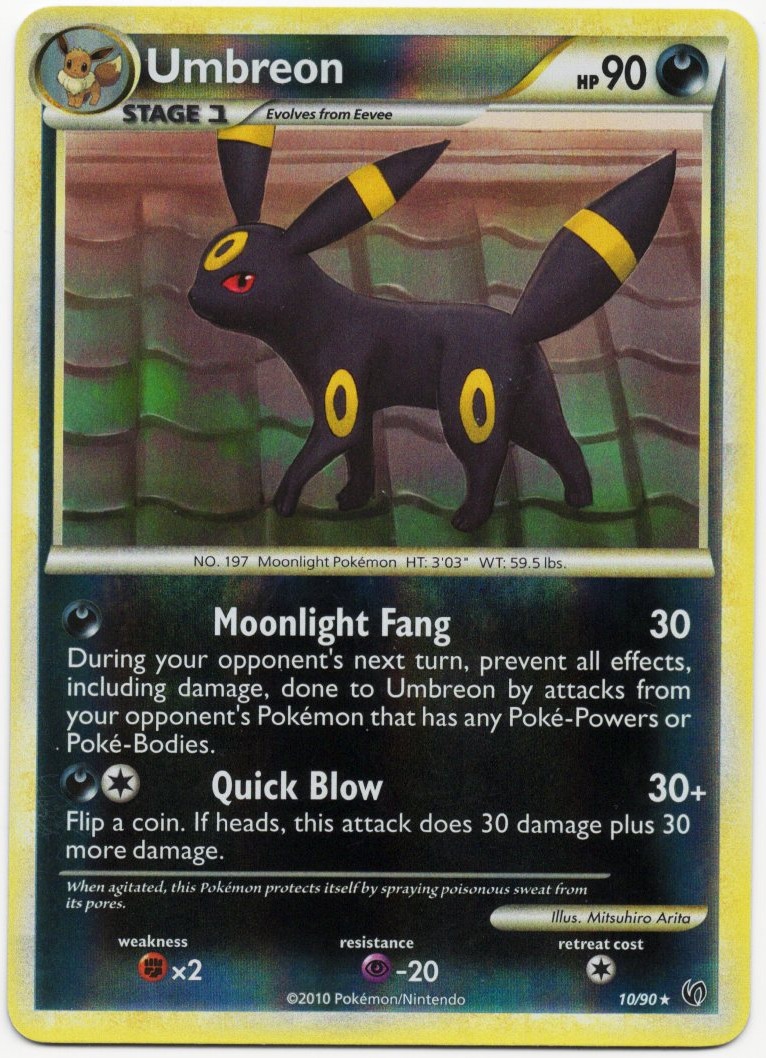 Umbreon
HP 90
STAGE 1
Evolves from Eevee
NO. 197 Moonlight Pokémon HT: 3'03" WT: 59.5 lbs.
Moonlight Fang 30
During your opponent's next turn, prevent all effects,
including damage, done to Umbreon by attacks from
your opponent's Pokémon that has any Poké-Powers or
Poké-Bodies.
Quick Blow 30+
Flip a coin. If heads, this attack does 30 damage plus 30
more damage.
When agitated, this Pokémon protects itself by spraying poisonous sweat from
its pores.
Illus. Mitsuhiro Arita
weakness resistance retreat cost
x2 -20
©2010 Pokémon/Nintendo 10/90★